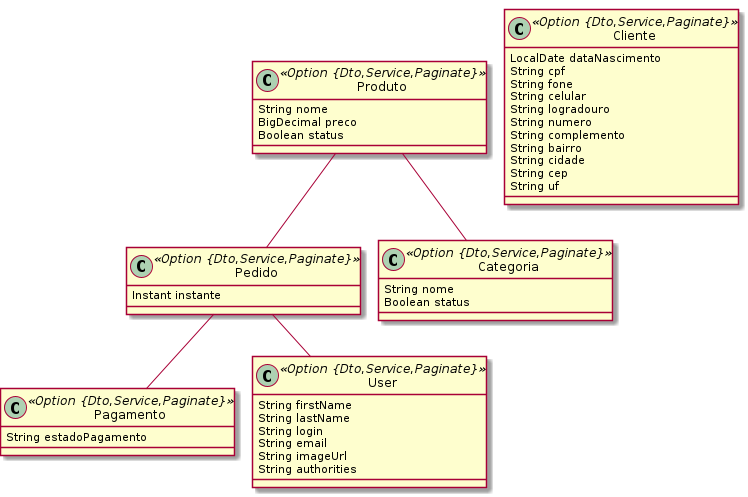 C «Option {Dto,Service,Paginate}»
Cliente
LocalDate dataNascimento
String cpf
String fone
String celular
String logradouro
String numero
String complemento
String bairro
String cidade
String cep
String uf
C «Option {Dto,Service,Paginate}»
Produto
String nome
BigDecimal preco
Boolean status
C «Option {Dto,Service,Paginate}»
Pedido
Instant instante
C «Option {Dto,Service,Paginate}»
Categoria
String nome
Boolean status
C «Option {Dto,Service,Paginate}»
Pagamento
String estadoPagamento
C «Option {Dto,Service,Paginate}»
User
String firstName
String lastName
String login
String email
String imageUrl
String authorities